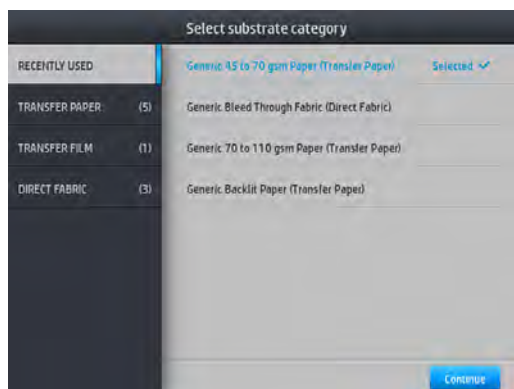 Select substrate category
RECENTLY USED
TRANSFER PAPER (5)
TRANSFER FILM (1)
DIRECT FABRIC (3)
Generic 45 to 70 gsm Paper (Transfer Paper) Selected
Generic Bleed Through Fabric (Direct Fabric)
Generic 70 to 110 gsm Paper (Transfer Paper)
Generic Backlit Paper (Transfer Paper)
Continue